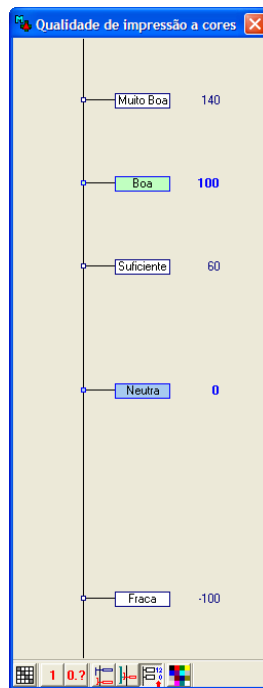 Qualidade de impressão a cores
Muito Boa 140
Boa 100
Suficiente 60
Neutra 0
Fraca -100
1 0.?